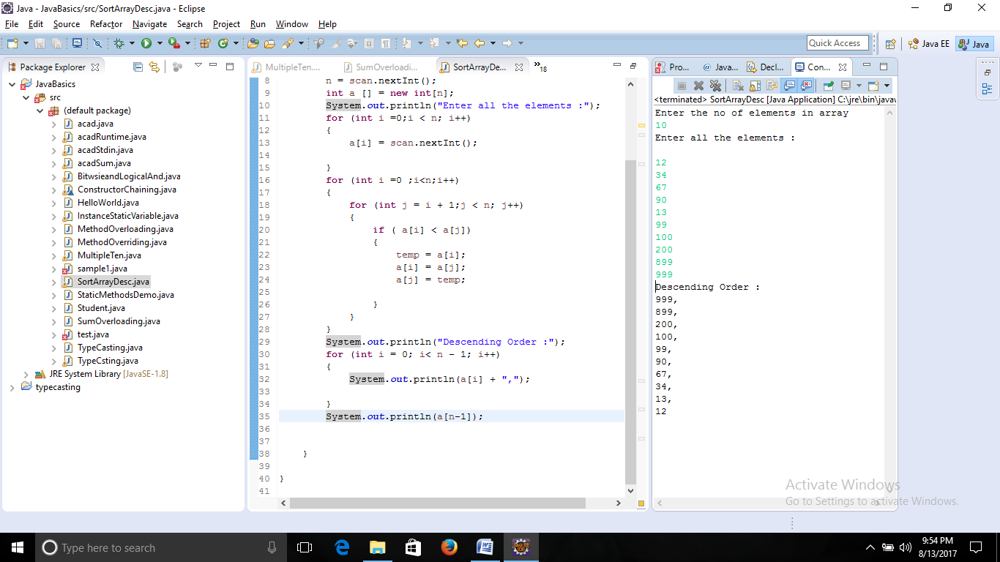 Java - JavaBasics/src/SortArrayDesc.java - Eclipse
File Edit Source Refactor Navigate Search Project Run Window Help
Quick Access
Java EE
Java
Package Explorer
JavaBasics
src
(default package)
acad.java
acadRuntime.java
acadStdin.java
acadSum.java
BitwsieandLogicalAnd.java
ConstructorChaining.java
HelloWorld.java
InstanceStaticVariable.java
MethodOverloading.java
MethodOverriding.java
MultipleTen.java
sample1.java
SortArrayDesc.java
StaticMethodsDemo.java
Student.java
SumOverloading.java
test.java
TypeCasting.java
TypeCsting.java
JRE System Library [JavaSE-1.8]
typecasting
MultipleTen....
SumOverloadi...
SortArrayDe...
»18
8 n = scan.nextInt();
9 int a [] = new int[n];
10 System.out.println("Enter all the elements :");
11 for (int i =0;i < n; i++)
12 {
13 a[i] = scan.nextInt();
14
15 }
16 for (int i =0 ;i<n;i++)
17 {
18 for (int j = i + 1;j < n; j++)
19 {
20 if ( a[i] < a[j])
21 {
22 temp = a[i];
23 a[i] = a[j];
24 a[j] = temp;
25
26 }
27 }
28 }
29 System.out.println("Descending Order :");
30 for (int i = 0; i< n - 1; i++)
31 {
32 System.out.println(a[i] + ",");
33
34 }
35 System.out.println(a[n-1]);
36
37
38 }
39
40 }
41
Pro...
@ Java...
Decl...
Con...
<terminated> SortArrayDesc [Java Application] C:\jre\bin\javav
Enter the no of elements in array
10
Enter all the elements :
12
34
67
90
13
99
100
200
899
999
Descending Order :
999,
899,
200,
100,
99,
90,
67,
34,
13,
12
Activate Windows
Go to Settings to activate Windows.
Type here to search
9:54 PM
8/13/2017